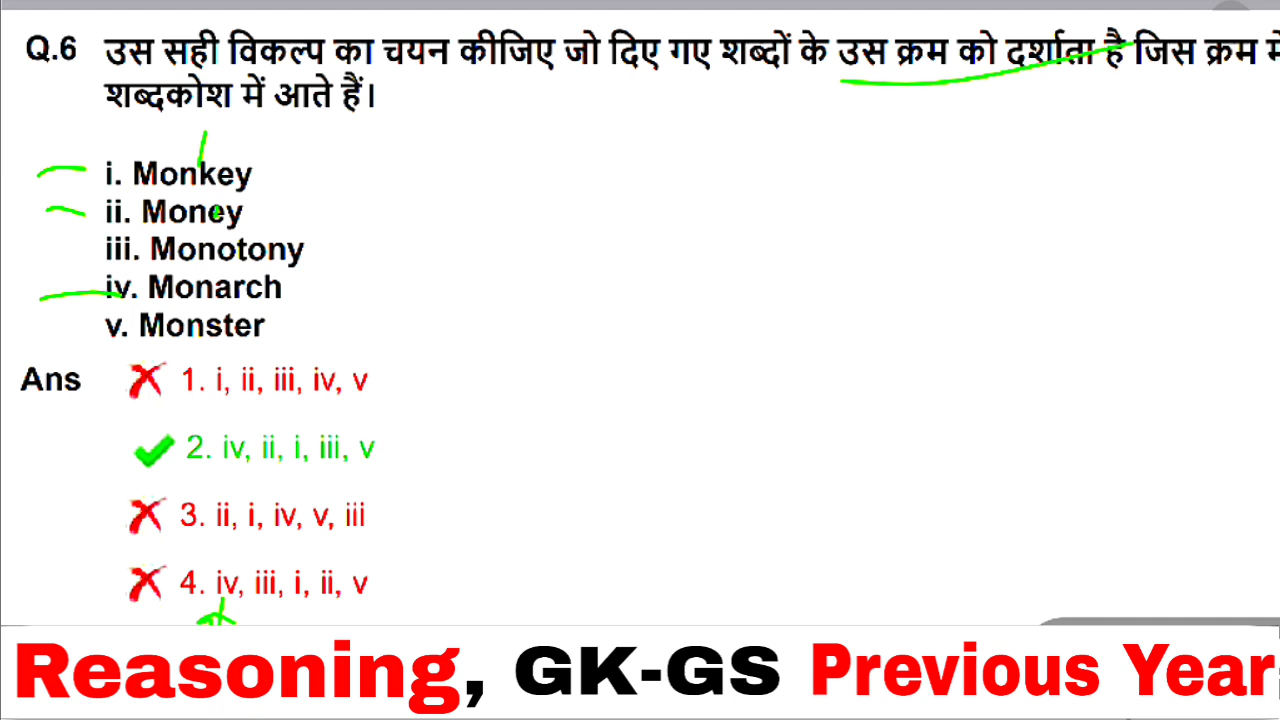 Q.6 उस सही विकल्प का चयन कीजिए जो दिए गए शब्दों के उस क्रम को दर्शाता है जिस क्रम में
शब्दकोश में आते हैं।
i. Monkey
ii. Money
iii. Monotony
iv. Monarch
v. Monster
Ans 1. i, ii, iii, iv, v
2. iv, ii, i, iii, v
3. ii, i, iv, v, iii
4. iv, iii, i, ii, v
Reasoning, GK-GS Previous Year